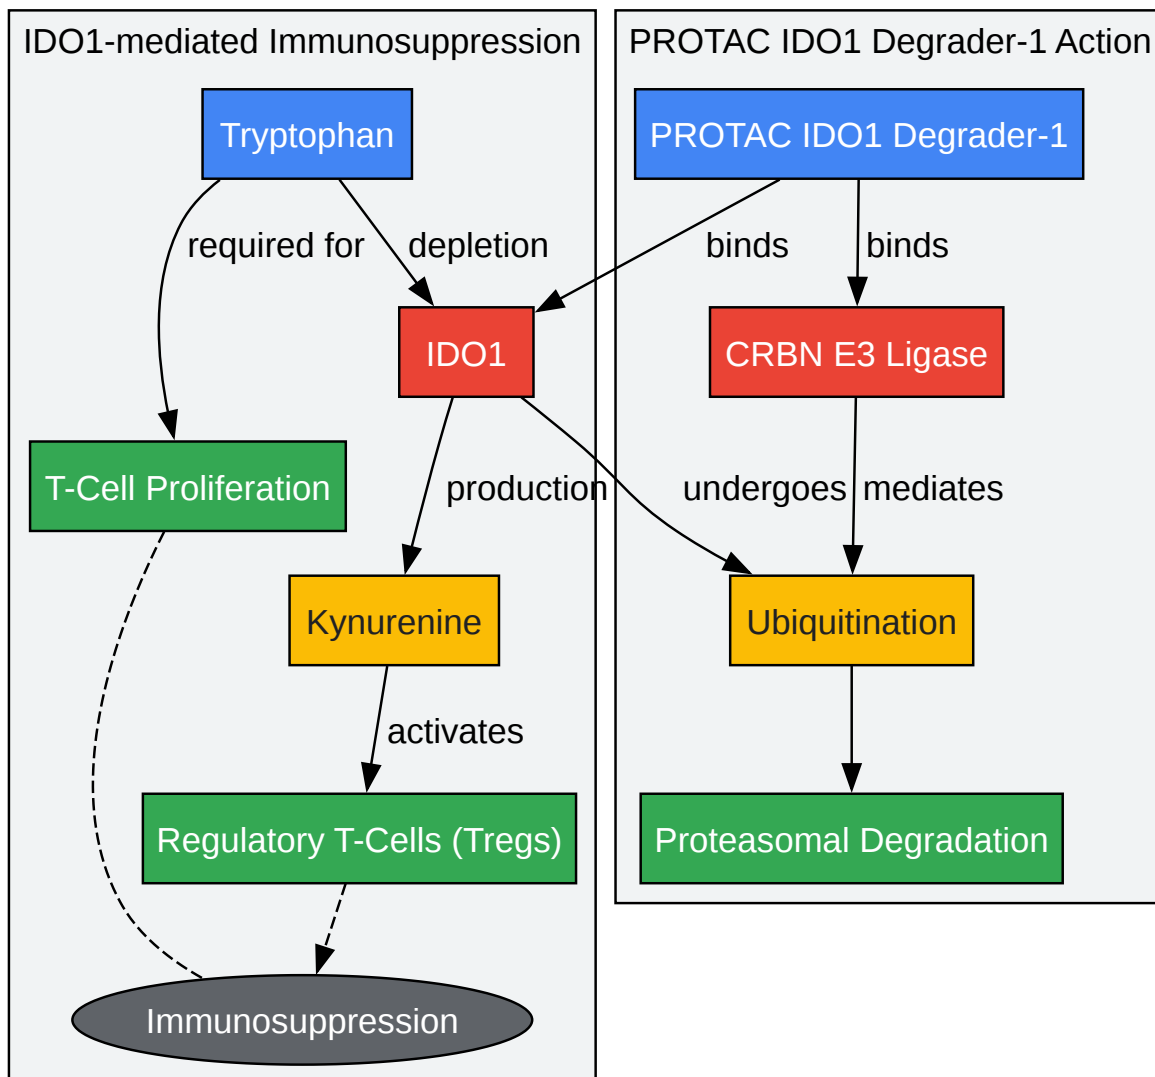 IDO1-mediated Immunosuppression
PROTAC IDO1 Degrader-1 Action
Tryptophan
PROTAC IDO1 Degrader-1
required for
depletion
binds
binds
IDO1
CRBN E3 Ligase
T-Cell Proliferation
production
undergoes
mediates
Kynurenine
Ubiquitination
activates
Regulatory T-Cells (Tregs)
Proteasomal Degradation
Immunosuppression